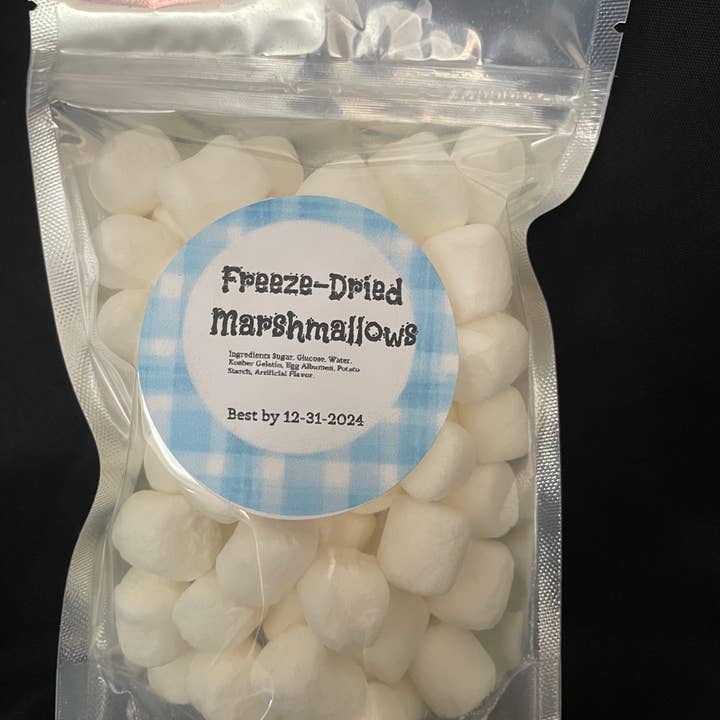 Freeze-Dried
Marshmallows
Ingredients Sugar, Glucose, Water,
Kosher Gelatin, Egg Albumen, Potato
Starch, Artificial Flavor.
Best by 12-31-2024